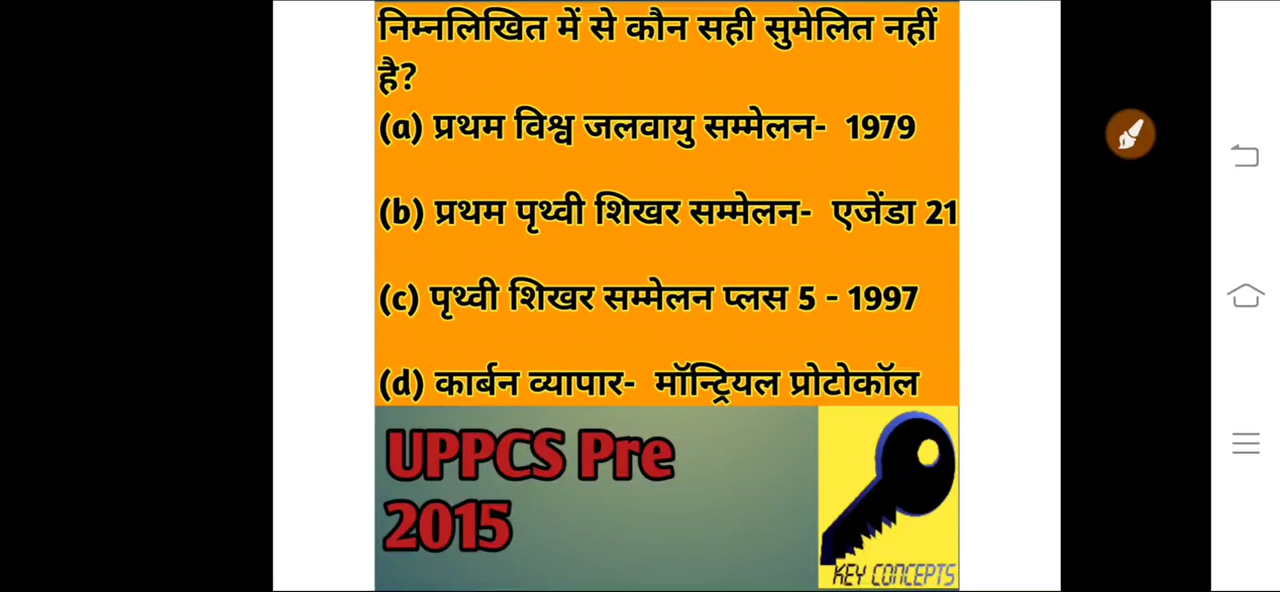 निम्नलिखित में से कौन सही सुमेलित नहीं
है?
(a) प्रथम विश्व जलवायु सम्मेलन- 1979
(b) प्रथम पृथ्वी शिखर सम्मेलन- एजेंडा 21
(c) पृथ्वी शिखर सम्मेलन प्लस 5 - 1997
(d) कार्बन व्यापार- मॉन्ट्रियल प्रोटोकॉल
UPPCS Pre
2015
KEY CONCEPTS